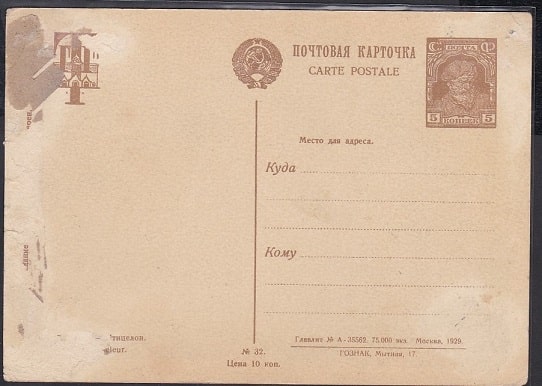 ПОЧТОВАЯ КАРТОЧКА
CARTE POSTALE
ПОЧТА
5 КОПЕЕК 5
Место для адреса.
Куда
Кому
№ 32.
Цена 10 коп.
Главлит № А-35562. 75.000 экз. Москва, 1929.
ГОЗНАК, Мытная, 17.